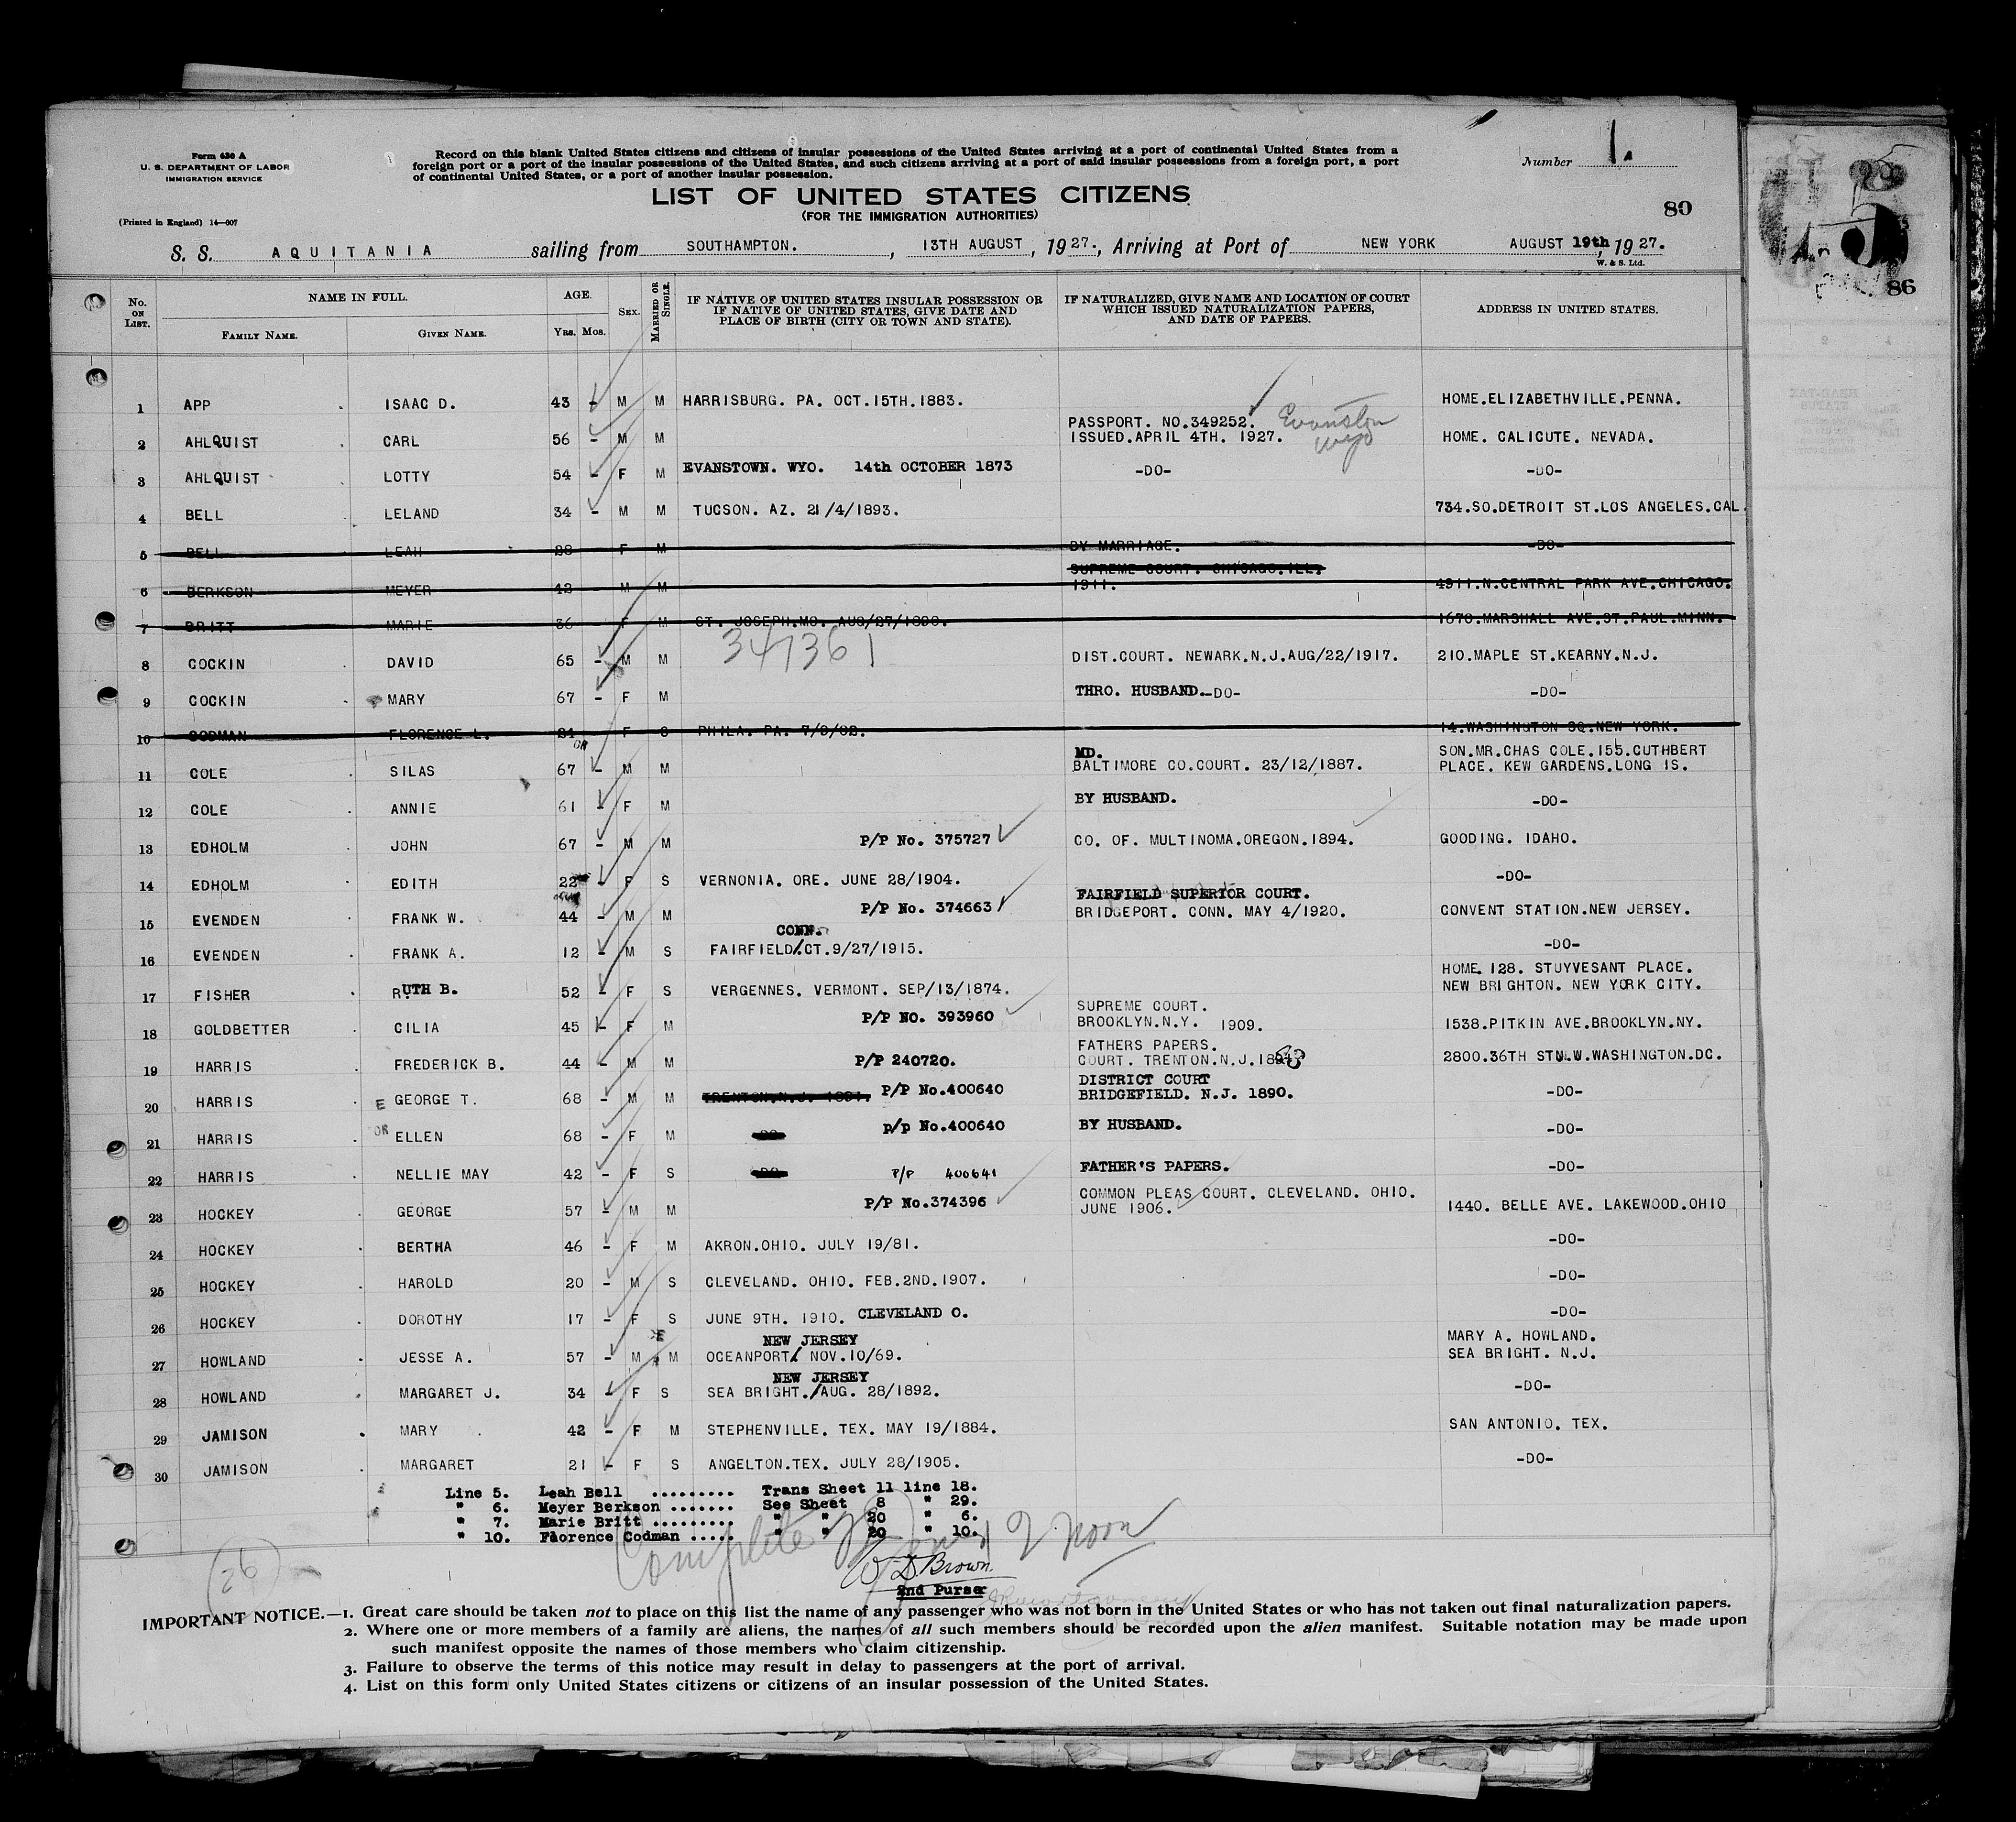 Form 630 A
U. S. DEPARTMENT OF LABOR
IMMIGRATION SERVICE
(Printed in England) 14—607
Record on this blank United States citizens and citizens of insular possessions of the United States arriving at a port of continental United States from a
foreign port or a port of the insular possessions of the United States, and such citizens arriving at a port of said insular possessions from a foreign port, a port
of continental United States, or a port of another insular possession.
Number 1.
LIST OF UNITED STATES CITIZENS
(FOR THE IMMIGRATION AUTHORITIES)
80
S. S. AQUITANIA sailing from SOUTHAMPTON. , 13TH AUGUST , 1927., Arriving at Port of NEW YORK AUGUST 19th, 1927.
W. & S. Ltd.
86
No. ON LIST. NAME IN FULL. AGE. SEX. MARRIED OR SINGLE. IF NATIVE OF UNITED STATES INSULAR POSSESSION OR IF NATIVE OF UNITED STATES, GIVE DATE AND PLACE OF BIRTH (CITY OR TOWN AND STATE). IF NATURALIZED, GIVE NAME AND LOCATION OF COURT WHICH ISSUED NATURALIZATION PAPERS, AND DATE OF PAPERS. ADDRESS IN UNITED STATES.
FAMILY NAME. GIVEN NAME. YRS. MOS.
1 APP ISAAC D. 43 - M M HARRISBURG. PA. OCT.15TH.1883. HOME.ELIZABETHVILLE.PENNA.
PASSPORT. NO.349252. Evanston
2 AHLQUIST CARL 56 - M M ISSUED.APRIL 4TH. 1927. wyo HOME. CALICUTE. NEVADA.
3 AHLQUIST LOTTY 54 - F M EVANSTOWN. WYO. 14th OCTOBER 1873 -DO- -DO-
4 BELL LELAND 34 - M M TUCSON. AZ. 21/4/1893. 734.SO.DETROIT ST.LOS ANGELES.CAL.
5 BELL LEAH 28 F M BY MARRIAGE. -DO-
SUPREME COURT. CHICAGO.ILL.
6 BERKSON MEYER 42 M M 1911. 4911.N.CENTRAL PARK AVE.CHICAGO.
7 BRITT MARIE 36 F M ST. JOSEPH.MO. AUG/27/1890. 1670.MARSHALL AVE.ST.PAUL.MINN.
347361
8 COCKIN DAVID 65 - M M DIST.COURT. NEWARK.N.J.AUG/22/1917. 210.MAPLE ST.KEARNY.N.J.
9 COCKIN MARY 67 - F M THRO. HUSBAND.-DO- -DO-
10 CODMAN FLORENCE L. F S PHILA. PA. 14.WASHINGTON SQ.NEW YORK.
OR
MD. SON.MR.CHAS COLE.155.CUTHBERT
11 COLE SILAS 67 - M M BALTIMORE CO.COURT. 23/12/1887. PLACE. KEW GARDENS.LONG IS.
12 COLE ANNIE 61 - F M BY HUSBAND. -DO-
13 EDHOLM JOHN 67 - M M P/P No. 375727 CO. OF. MULTINOMA.OREGON.1894. GOODING. IDAHO.
14 EDHOLM EDITH 22 - F S VERNONIA. ORE. JUNE 28/1904. -DO-
FAIRFIELD SUPERIOR COURT.
15 EVENDEN FRANK W. 44 - M M P/P No. 374663 BRIDGEPORT. CONN. MAY 4/1920. CONVENT STATION.NEW JERSEY.
CONN.
16 EVENDEN FRANK A. 12 - M S FAIRFIELD/.CT.9/27/1915. -DO-
HOME. 128. STUYVESANT PLACE.
17 FISHER RUTH B. 52 - F S VERGENNES. VERMONT. SEP/13/1874. NEW BRIGHTON. NEW YORK CITY.
SUPREME COURT.
18 GOLDBETTER CILIA 45 - F M P/P NO. 393960 BROOKLYN.N.Y. 1909. 1538.PITKIN AVE.BROOKLYN.NY.
FATHERS PAPERS.
19 HARRIS FREDERICK B. 44 - M M P/P 240720. COURT. TRENTON.N.J. 2800.36TH ST.N.W.WASHINGTON.DC.
DISTRICT COURT
20 HARRIS E GEORGE T. 68 - M M TRENTON.N.J. 1891. P/P No.400640 BRIDGEFIELD. N.J. 1890. -DO-
21 HARRIS OR ELLEN 68 - F M DO P/P No.400640 BY HUSBAND. -DO-
22 HARRIS NELLIE MAY 42 - F S DO P/P 400641 FATHER'S PAPERS. -DO-
COMMON PLEAS COURT. CLEVELAND. OHIO.
23 HOCKEY GEORGE 57 - M M P/P No.374396 JUNE 1906. 1440. BELLE AVE. LAKEWOOD.OHIO
24 HOCKEY BERTHA 46 - F M AKRON.OHIO. JULY 19/81. -DO-
25 HOCKEY HAROLD 20 - M S CLEVELAND. OHIO. FEB.2ND.1907. -DO-
26 HOCKEY DOROTHY 17 - F S JUNE 9TH. 1910. CLEVELAND O. -DO-
NEW JERSEY MARY A. HOWLAND.
27 HOWLAND JESSE A. 57 - M M OCEANPORT/ NOV.10/69. SEA BRIGHT. N.J.
NEW JERSEY
28 HOWLAND MARGARET J. 34 - F S SEA BRIGHT./AUG. 28/1892. -DO-
29 JAMISON MARY 42 - F M STEPHENVILLE. TEX. MAY 19/1884. SAN ANTONIO. TEX.
30 JAMISON MARGARET 21 - F S ANGELTON.TEX. JULY 28/1905. -DO-
Line 5. Leah Bell ......... Trans Sheet 11 line 18.
" 6. Meyer Berkson ....... See Sheet 8 " 29.
" 7. Marie Britt ......... " " 20 " 6.
" 10. Florence Codman ..... " " 20 " 10.
Complete
(26)
W D Brown
2nd Purser
IMPORTANT NOTICE.—1. Great care should be taken not to place on this list the name of any passenger who was not born in the United States or who has not taken out final naturalization papers.
2. Where one or more members of a family are aliens, the names of all such members should be recorded upon the alien manifest. Suitable notation may be made upon
such manifest opposite the names of those members who claim citizenship.
3. Failure to observe the terms of this notice may result in delay to passengers at the port of arrival.
4. List on this form only United States citizens or citizens of an insular possession of the United States.